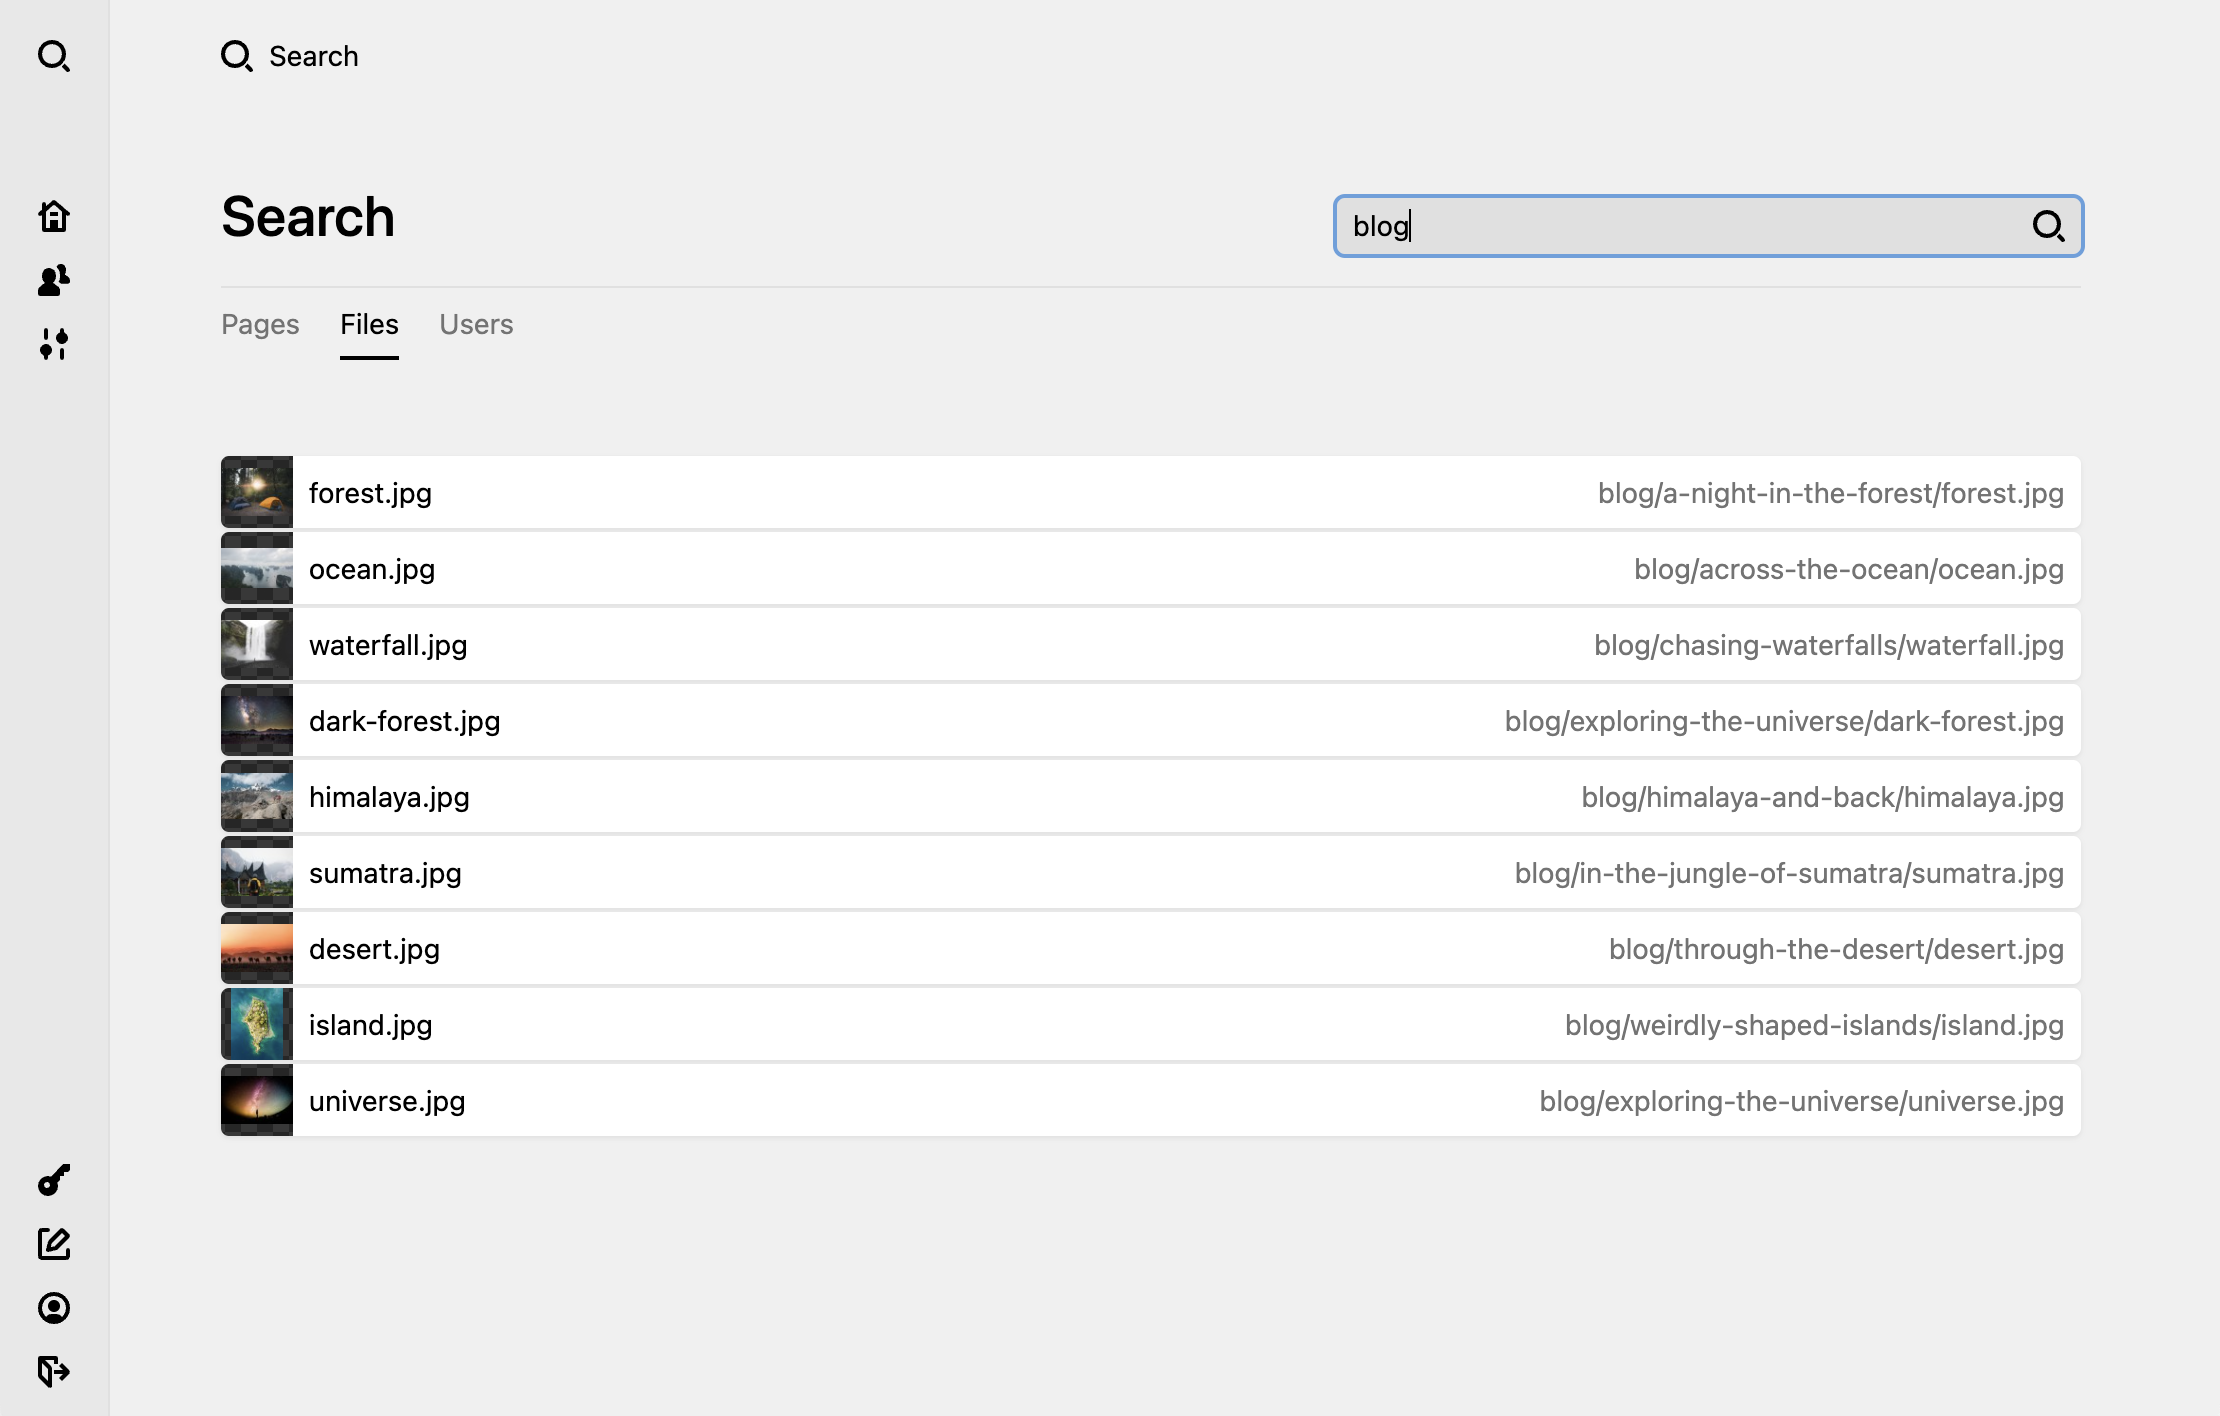 Search
Search
blog
Pages Files Users
forest.jpg blog/a-night-in-the-forest/forest.jpg
ocean.jpg blog/across-the-ocean/ocean.jpg
waterfall.jpg blog/chasing-waterfalls/waterfall.jpg
dark-forest.jpg blog/exploring-the-universe/dark-forest.jpg
himalaya.jpg blog/himalaya-and-back/himalaya.jpg
sumatra.jpg blog/in-the-jungle-of-sumatra/sumatra.jpg
desert.jpg blog/through-the-desert/desert.jpg
island.jpg blog/weirdly-shaped-islands/island.jpg
universe.jpg blog/exploring-the-universe/universe.jpg